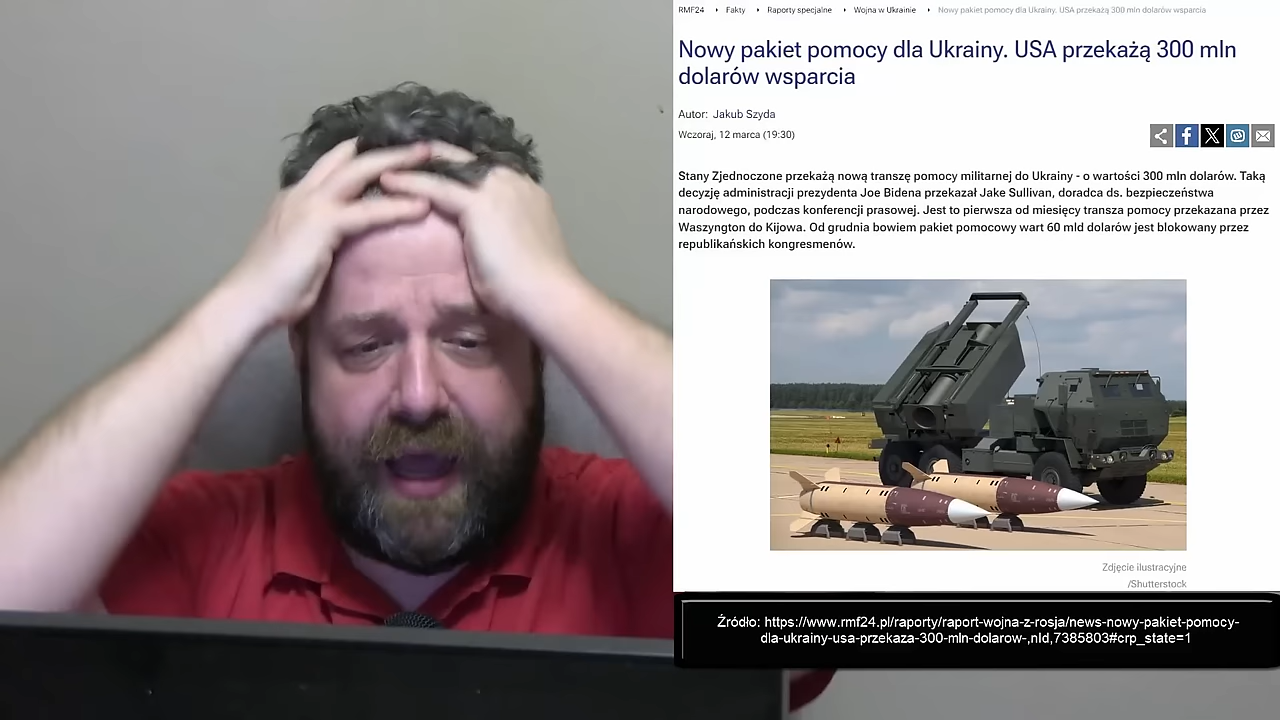 RMF24 Fakty Raporty specjalne Wojna w Ukrainie Nowy pakiet pomocy dla Ukrainy. USA przekażą 300 mln dolarów wsparcia
Nowy pakiet pomocy dla Ukrainy. USA przekażą 300 mln
dolarów wsparcia
Autor: Jakub Szyda
Wczoraj, 12 marca (19:30)
Stany Zjednoczone przekażą nową transzę pomocy militarnej do Ukrainy - o wartości 300 mln dolarów. Taką
decyzję administracji prezydenta Joe Bidena przekazał Jake Sullivan, doradca ds. bezpieczeństwa
narodowego, podczas konferencji prasowej. Jest to pierwsza od miesięcy transza pomocy przekazana przez
Waszyngton do Kijowa. Od grudnia bowiem pakiet pomocowy wart 60 mld dolarów jest blokowany przez
republikańskich kongresmenów.
Zdjęcie ilustracyjne
/Shutterstock
Źródło: https://www.rmf24.pl/raporty/raport-wojna-z-rosja/news-nowy-pakiet-pomocy-
dla-ukrainy-usa-przekaza-300-mln-dolarow-,nId,7385803#crp_state=1